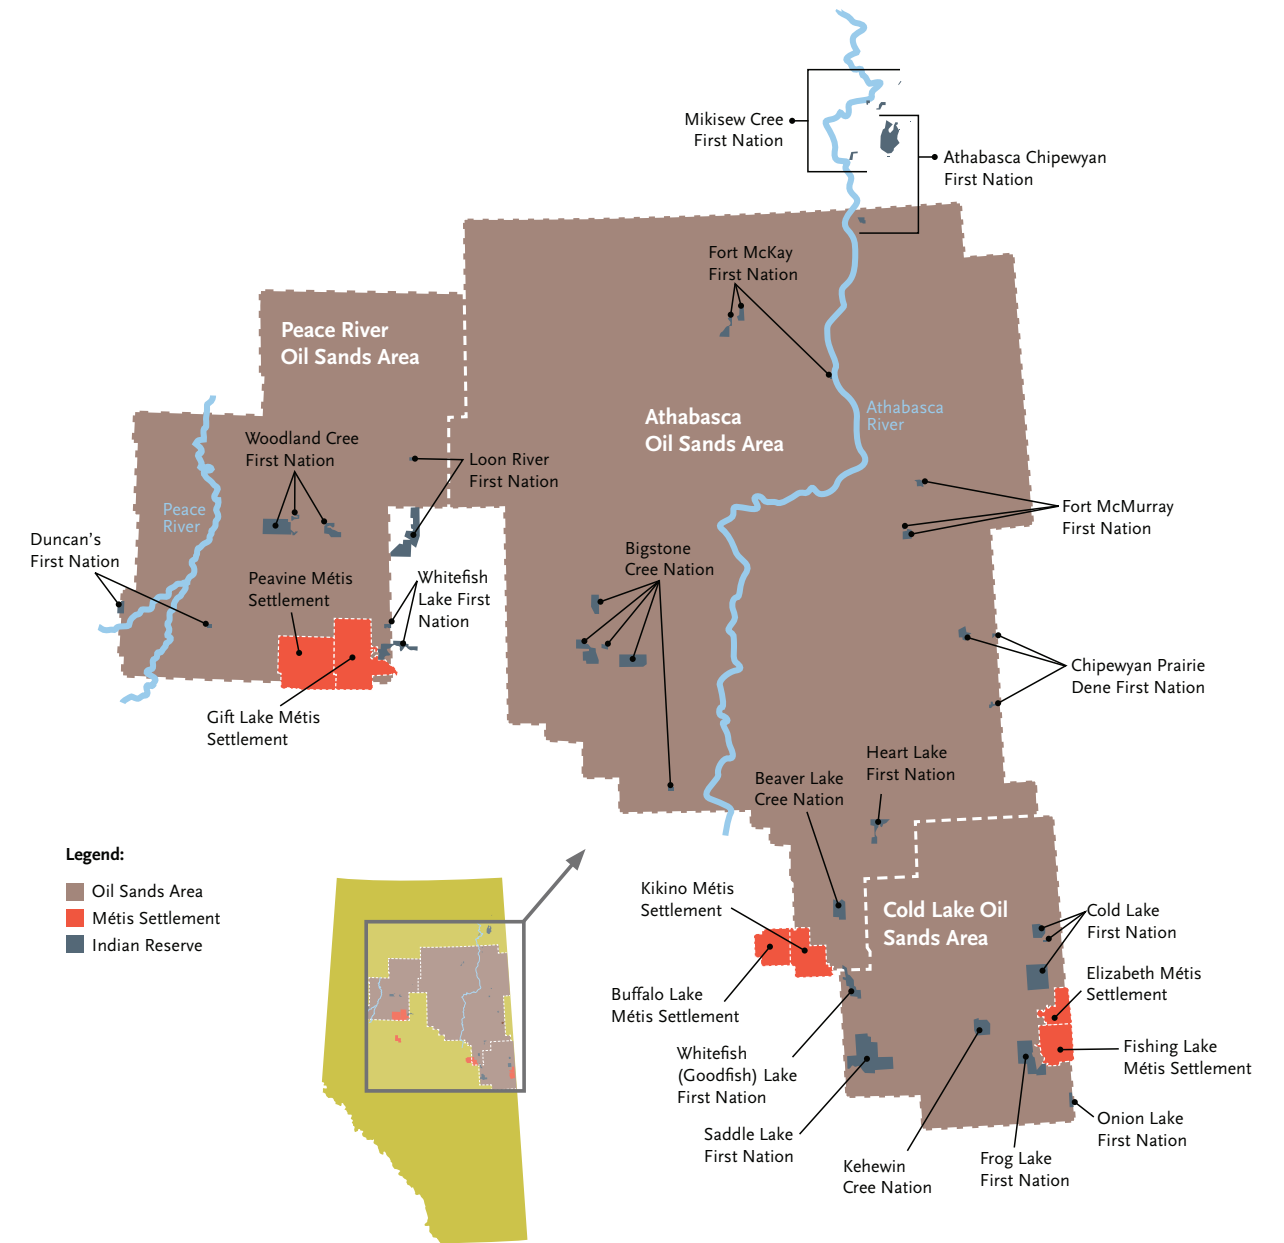 Mikisew Cree
First Nation
Athabasca Chipewyan
First Nation
Fort McKay
First Nation
Peace River
Oil Sands Area
Athabasca
Oil Sands Area
Athabasca
River
Woodland Cree
First Nation
Loon River
First Nation
Peace
River
Fort McMurray
First Nation
Duncan's
First Nation
Bigstone
Cree Nation
Peavine Métis
Settlement
Whitefish
Lake First
Nation
Chipewyan Prairie
Dene First Nation
Gift Lake Métis
Settlement
Heart Lake
First Nation
Beaver Lake
Cree Nation
Legend:
Oil Sands Area
Métis Settlement
Indian Reserve
Kikino Métis
Settlement
Cold Lake Oil
Sands Area
Cold Lake
First Nation
Elizabeth Métis
Settlement
Buffalo Lake
Métis Settlement
Fishing Lake
Métis Settlement
Whitefish
(Goodfish) Lake
First Nation
Onion Lake
First Nation
Saddle Lake
First Nation
Kehewin
Cree Nation
Frog Lake
First Nation